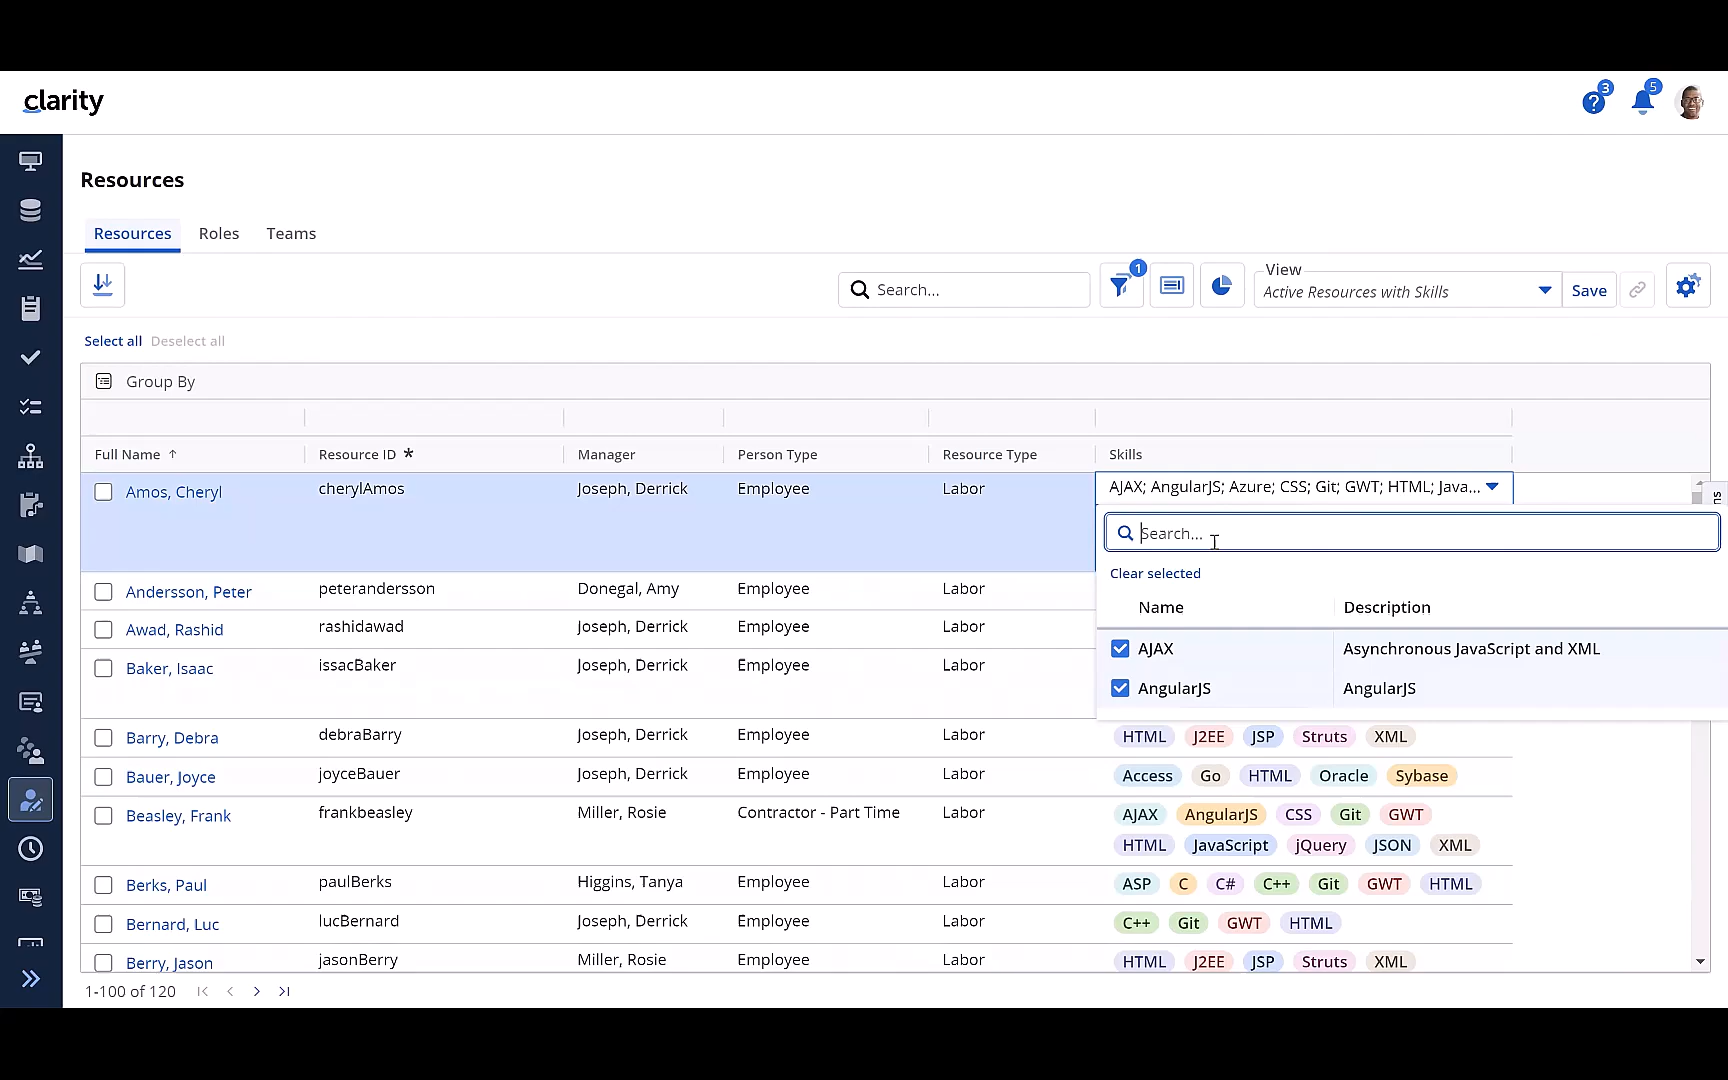 clarity
3
5
Resources
Resources Roles Teams
Search...
1
View
Active Resources with Skills
Save
Select all Deselect all
Group By
Full Name ↑ Resource ID * Manager Person Type Resource Type Skills
Amos, Cheryl cherylAmos Joseph, Derrick Employee Labor AJAX; AngularJS; Azure; CSS; Git; GWT; HTML; Java...
ns
Search...
Clear selected
Name Description
AJAX Asynchronous JavaScript and XML
AngularJS AngularJS
Andersson, Peter peterandersson Donegal, Amy Employee Labor
Awad, Rashid rashidawad Joseph, Derrick Employee Labor
Baker, Isaac issacBaker Joseph, Derrick Employee Labor
Barry, Debra debraBarry Joseph, Derrick Employee Labor HTML J2EE JSP Struts XML
Bauer, Joyce joyceBauer Joseph, Derrick Employee Labor Access Go HTML Oracle Sybase
Beasley, Frank frankbeasley Miller, Rosie Contractor - Part Time Labor AJAX AngularJS CSS Git GWT
HTML JavaScript jQuery JSON XML
Berks, Paul paulBerks Higgins, Tanya Employee Labor ASP C C# C++ Git GWT HTML
Bernard, Luc lucBernard Joseph, Derrick Employee Labor C++ Git GWT HTML
Berry, Jason jasonBerry Miller, Rosie Employee Labor HTML J2EE JSP Struts XML
1-100 of 120